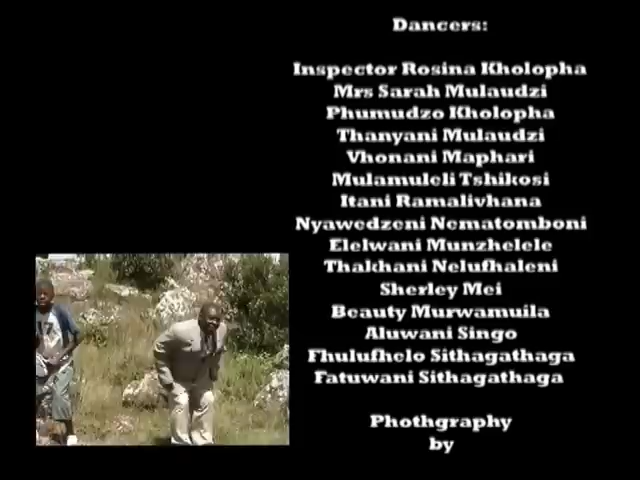 Dancers:
Inspector Rosina Kholopha
Mrs Sarah Mulaudzi
Phumudzo Kholopha
Thanyani Mulaudzi
Vhonani Maphari
Mulamuleli Tshikosi
Itani Ramalivhana
Nyawedzeni Nematomboni
Elelwani Munzhelele
Thakhani Nelufhaleni
Sherley Mei
Beauty Murwamuila
Aluwani Singo
Fhulufhelo Sithagathaga
Fatuwani Sithagathaga
Phothgraphy
by